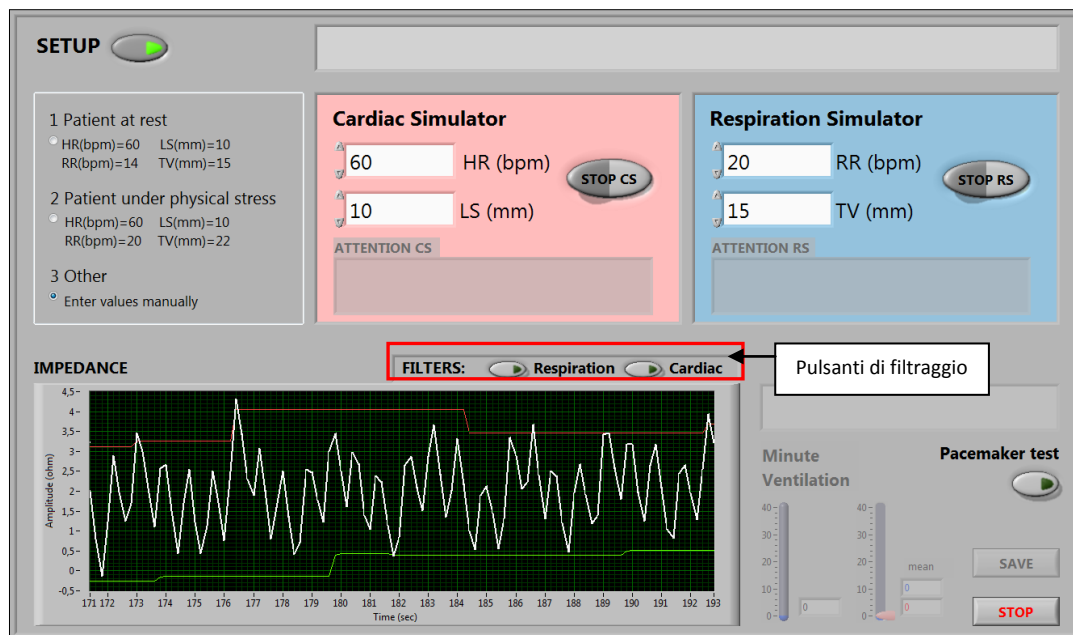 SETUP
1 Patient at rest
HR(bpm)=60 LS(mm)=10
RR(bpm)=14 TV(mm)=15
2 Patient under physical stress
HR(bpm)=60 LS(mm)=10
RR(bpm)=20 TV(mm)=22
3 Other
Enter values manually
Cardiac Simulator
60 HR (bpm)
STOP CS
10 LS (mm)
ATTENTION CS
Respiration Simulator
20 RR (bpm)
STOP RS
15 TV (mm)
ATTENTION RS
IMPEDANCE
FILTERS: Respiration Cardiac
Pulsanti di filtraggio
4,5-
4-
3,5-
3-
2,5-
2-
1,5-
1-
0,5-
0-
-0,5-
Amplitude (ohm)
171 172 173 174 175 176 177 178 179 180 181 182 183 184 185 186 187 188 189 190 191 192 193
Time (sec)
Minute
Ventilation
40-
30-
20-
10-
0-
0
40-
30-
20-
10-
0-
mean
0
0
Pacemaker test
SAVE
STOP